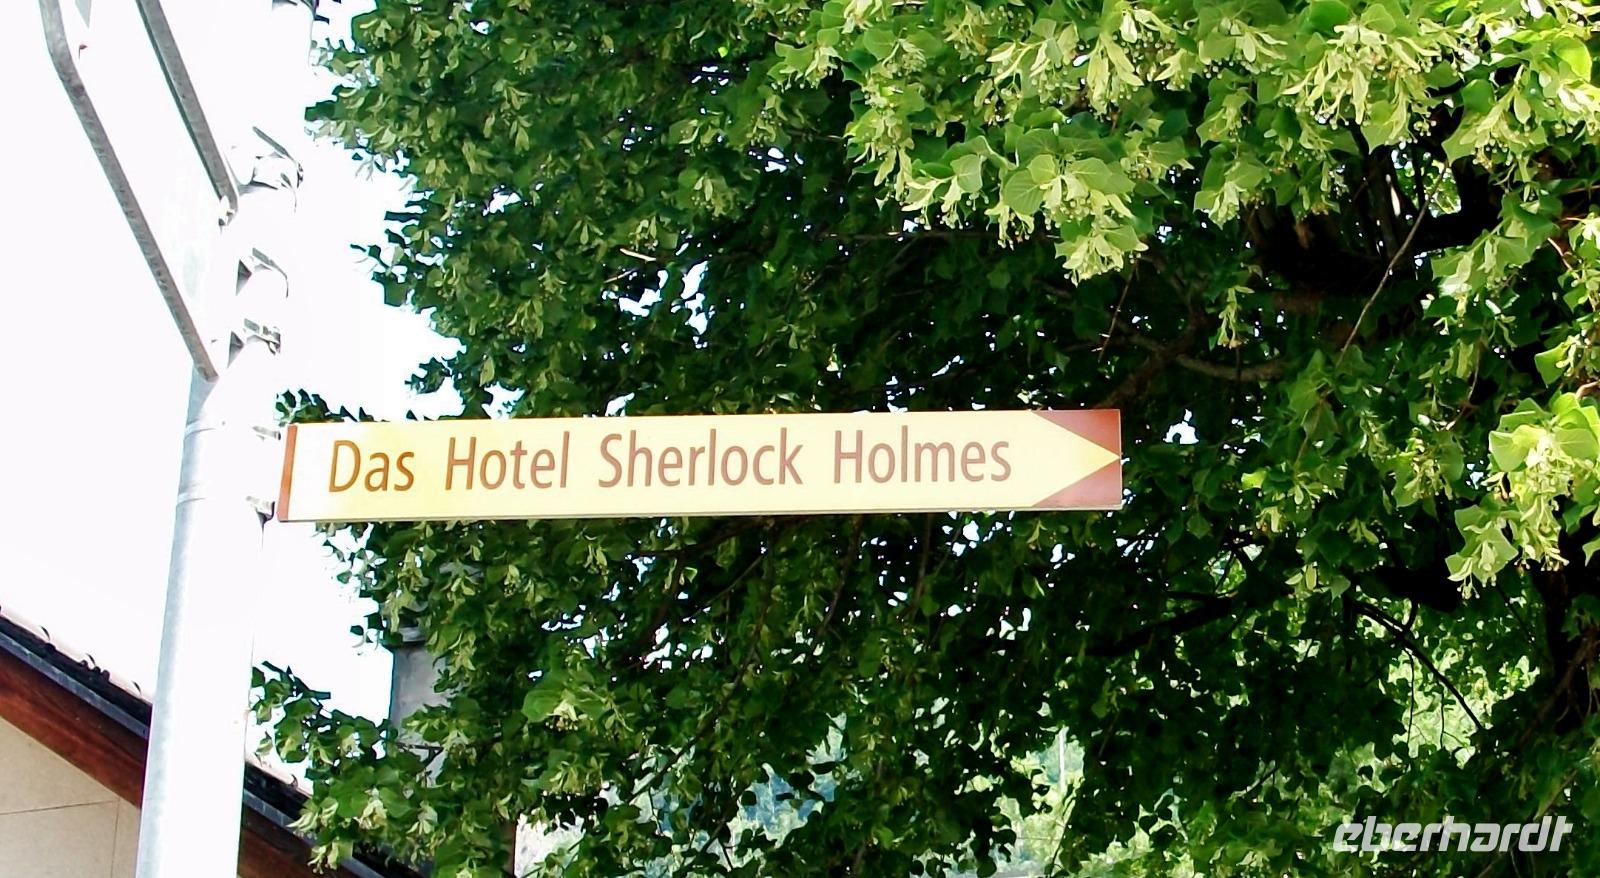 Das Hotel Sherlock Holmes
eberhardt